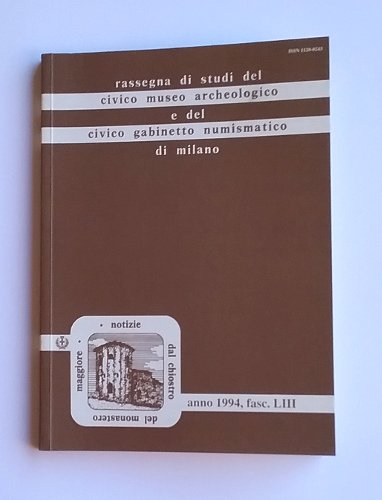 ISSN 1120-0243
rassegna di studi del
civico museo archeologico
e del
civico gabinetto numismatico
di milano
· notizie
dal chiostro
del monastero
maggiore ·
anno 1994, fasc. LIII